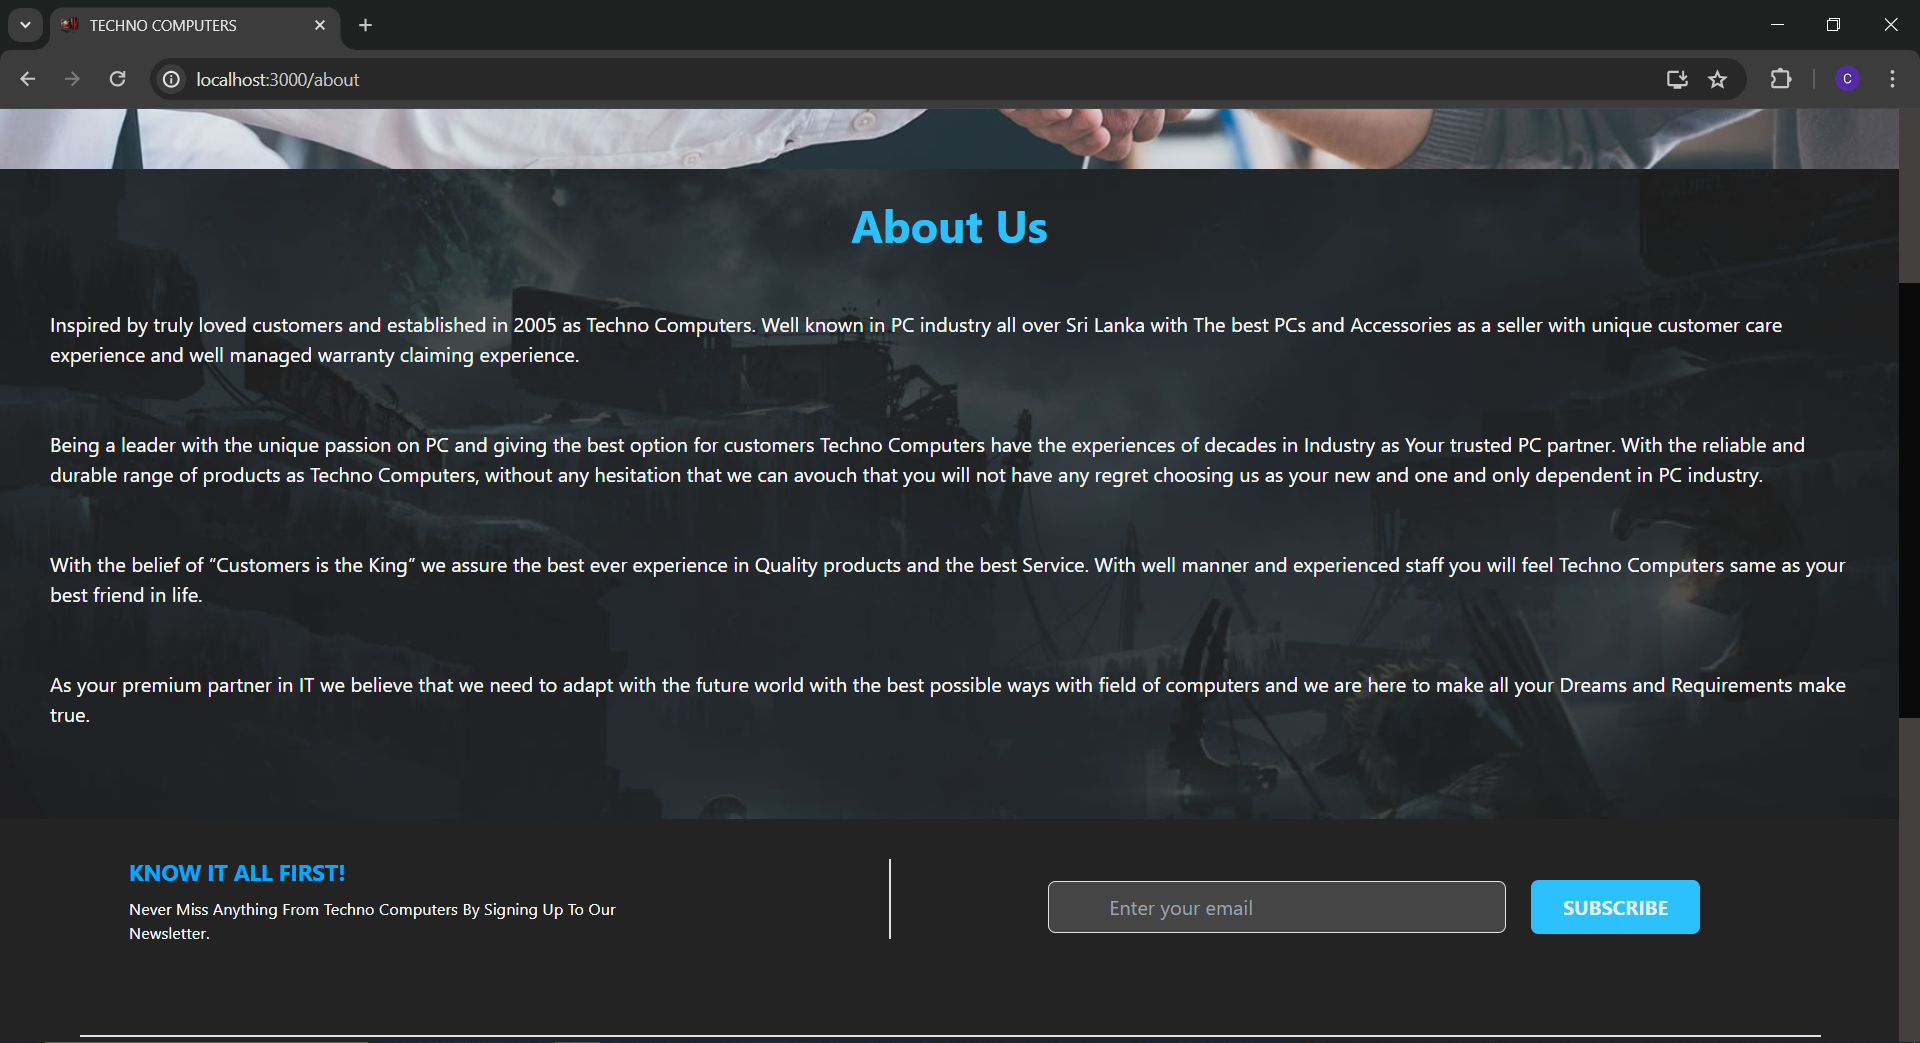 TECHNO COMPUTERS
localhost:3000/about
C
About Us
Inspired by truly loved customers and established in 2005 as Techno Computers. Well known in PC industry all over Sri Lanka with The best PCs and Accessories as a seller with unique customer care
experience and well managed warranty claiming experience.
Being a leader with the unique passion on PC and giving the best option for customers Techno Computers have the experiences of decades in Industry as Your trusted PC partner. With the reliable and
durable range of products as Techno Computers, without any hesitation that we can avouch that you will not have any regret choosing us as your new and one and only dependent in PC industry.
With the belief of “Customers is the King” we assure the best ever experience in Quality products and the best Service. With well manner and experienced staff you will feel Techno Computers same as your
best friend in life.
As your premium partner in IT we believe that we need to adapt with the future world with the best possible ways with field of computers and we are here to make all your Dreams and Requirements make
true.
KNOW IT ALL FIRST!
Never Miss Anything From Techno Computers By Signing Up To Our
Newsletter.
Enter your email
SUBSCRIBE